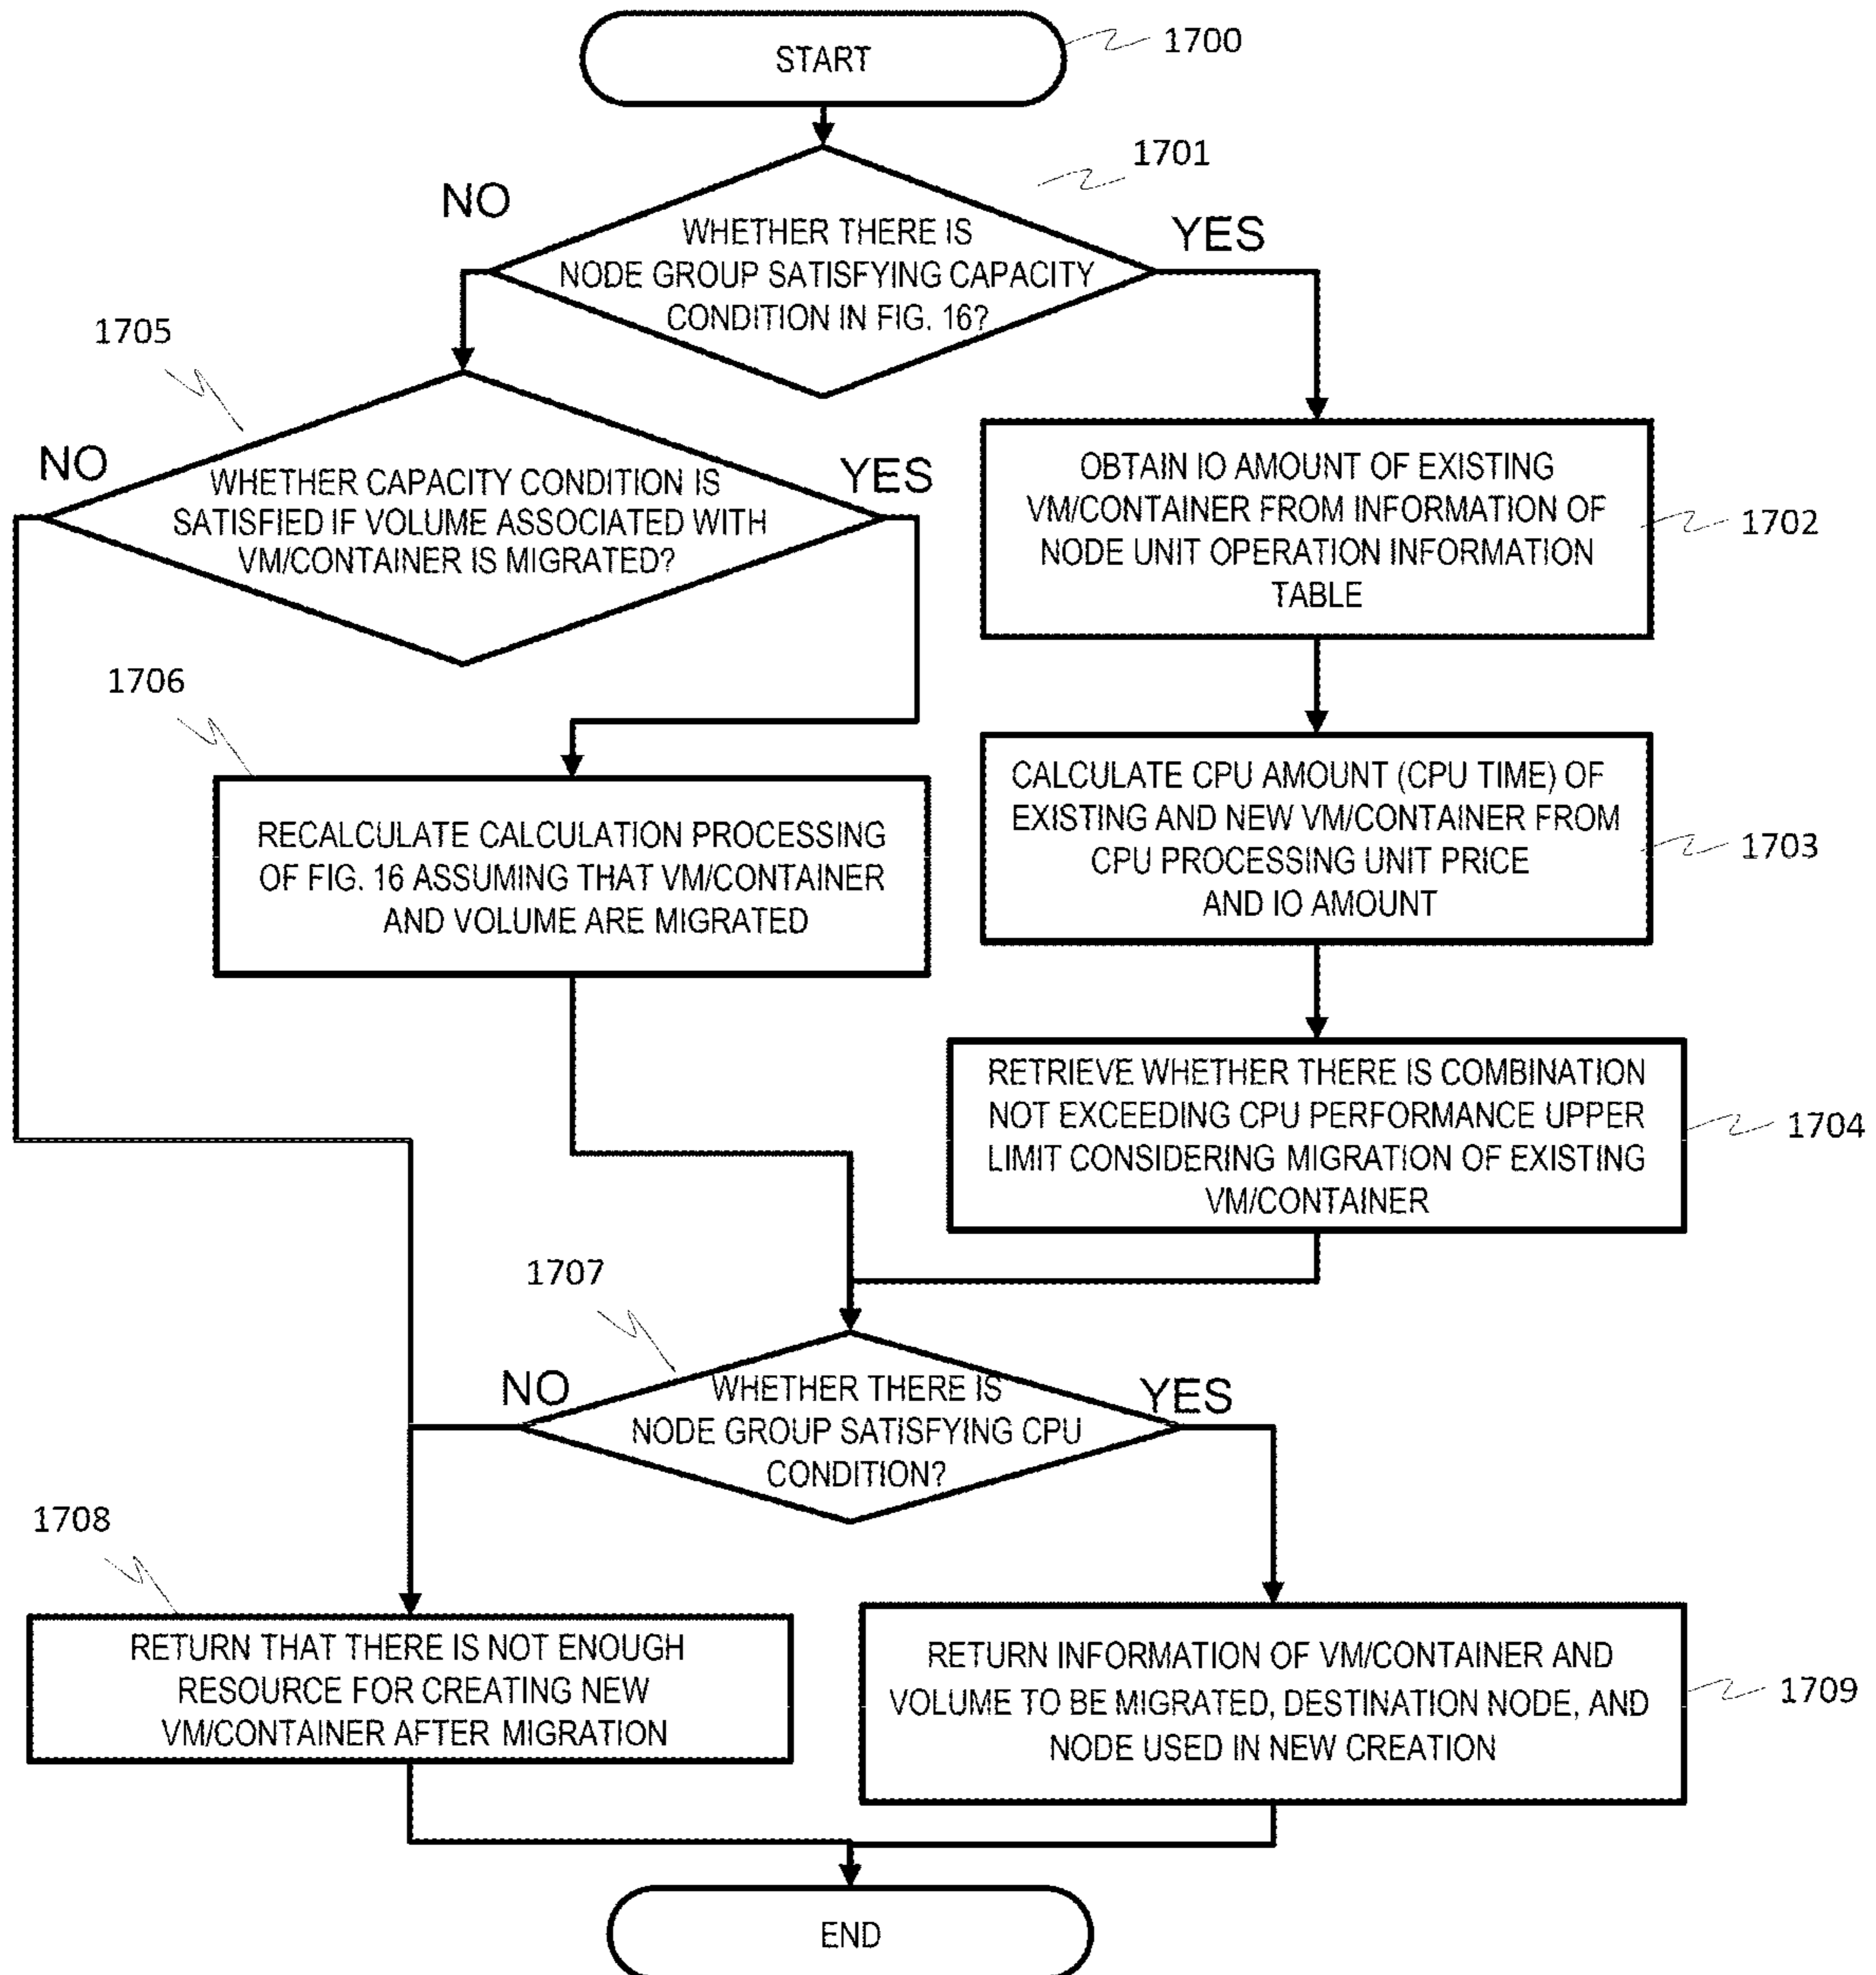 START
1700
1701
NO
YES
WHETHER THERE IS
NODE GROUP SATISFYING CAPACITY
CONDITION IN FIG. 16?
1705
NO
YES
WHETHER CAPACITY CONDITION IS
SATISFIED IF VOLUME ASSOCIATED WITH
VM/CONTAINER IS MIGRATED?
OBTAIN IO AMOUNT OF EXISTING
VM/CONTAINER FROM INFORMATION OF
NODE UNIT OPERATION INFORMATION
TABLE
1702
1706
RECALCULATE CALCULATION PROCESSING
OF FIG. 16 ASSUMING THAT VM/CONTAINER
AND VOLUME ARE MIGRATED
CALCULATE CPU AMOUNT (CPU TIME) OF
EXISTING AND NEW VM/CONTAINER FROM
CPU PROCESSING UNIT PRICE
AND IO AMOUNT
1703
RETRIEVE WHETHER THERE IS COMBINATION
NOT EXCEEDING CPU PERFORMANCE UPPER
LIMIT CONSIDERING MIGRATION OF EXISTING
VM/CONTAINER
1704
1707
NO
YES
WHETHER THERE IS
NODE GROUP SATISFYING CPU
CONDITION?
1708
RETURN THAT THERE IS NOT ENOUGH
RESOURCE FOR CREATING NEW
VM/CONTAINER AFTER MIGRATION
RETURN INFORMATION OF VM/CONTAINER AND
VOLUME TO BE MIGRATED, DESTINATION NODE, AND
NODE USED IN NEW CREATION
1709
END